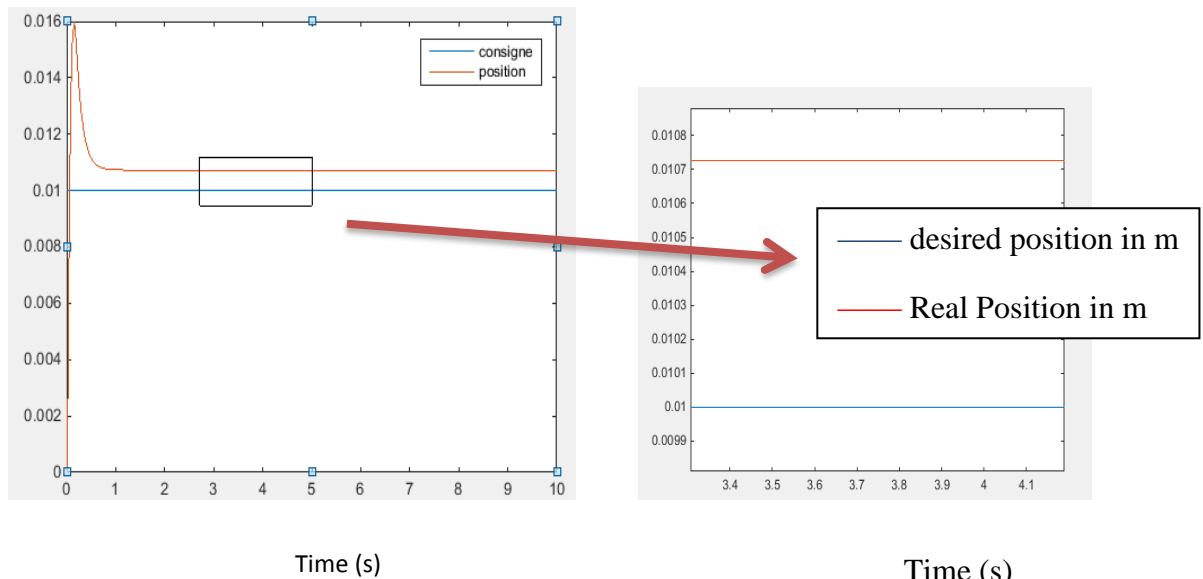 0.016
0.014
0.012
0.01
0.008
0.006
0.004
0.002
0
0 1 2 3 4 5 6 7 8 9 10
consigne
position
Time (s)
0.0108
0.0107
0.0106
0.0105
0.0104
0.0103
0.0102
0.0101
0.01
0.0099
3.4 3.5 3.6 3.7 3.8 3.9 4 4.1
desired position in m
Real Position in m
Time (s)